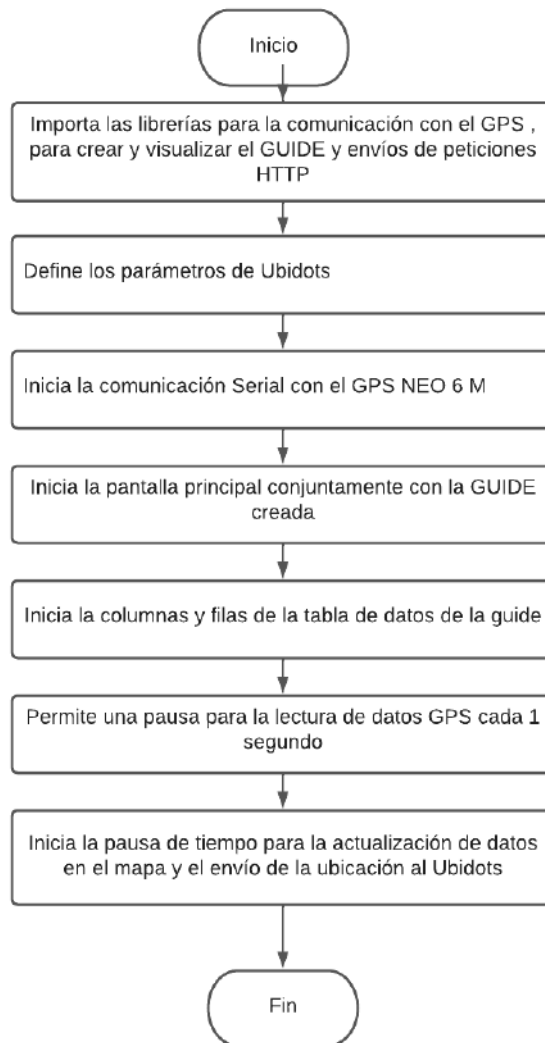 Inicio
Importa las librerías para la comunicación con el GPS ,
para crear y visualizar el GUIDE y envíos de peticiones
HTTP
Define los parámetros de Ubidots
Inicia la comunicación Serial con el GPS NEO 6 M
Inicia la pantalla principal conjuntamente con la GUIDE
creada
Inicia la columnas y filas de la tabla de datos de la guide
Permite una pausa para la lectura de datos GPS cada 1
segundo
Inicia la pausa de tiempo para la actualización de datos
en el mapa y el envío de la ubicación al Ubidots
Fin